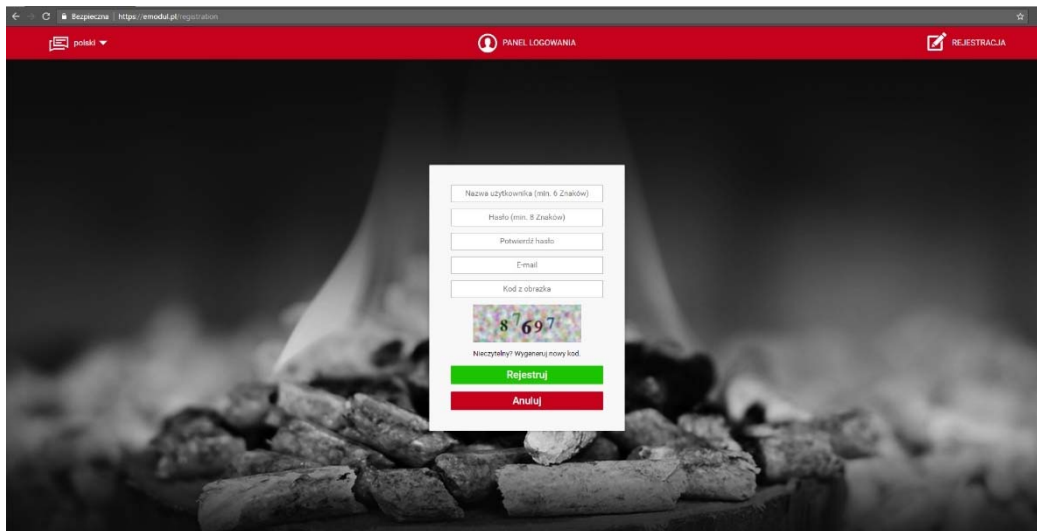 Bezpieczna | https://emodul.pl/registration
polski
PANEL LOGOWANIA
REJESTRACJA
Nazwa użytkownika (min. 6 Znaków)
Hasło (min. 8 Znaków)
Potwierdź hasło
E-mail
Kod z obrazka
87697
Nieczytelny? Wygeneruj nowy kod.
Rejestruj
Anuluj